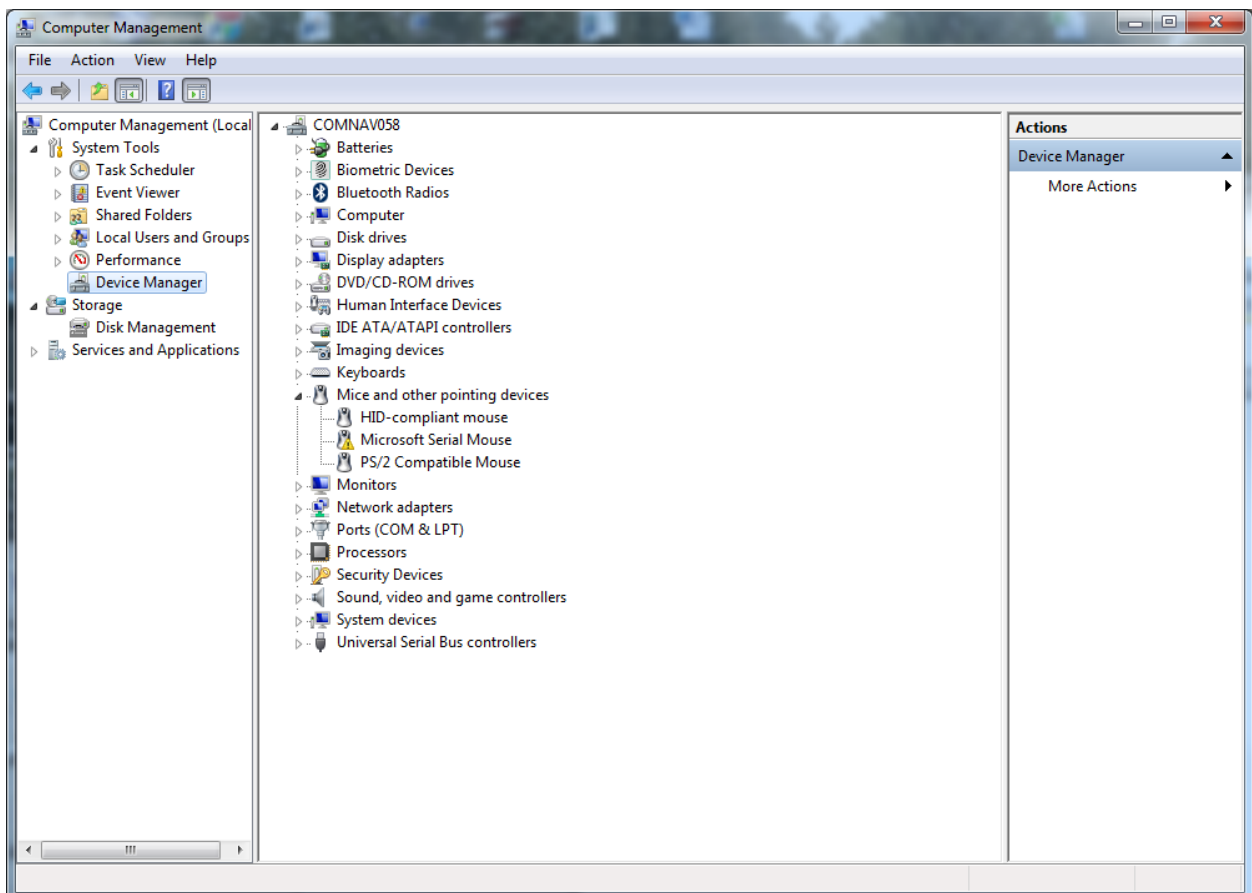 Computer Management
File Action View Help
Computer Management (Local
System Tools
Task Scheduler
Event Viewer
Shared Folders
Local Users and Groups
Performance
Device Manager
Storage
Disk Management
Services and Applications
COMNAV058
Batteries
Biometric Devices
Bluetooth Radios
Computer
Disk drives
Display adapters
DVD/CD-ROM drives
Human Interface Devices
IDE ATA/ATAPI controllers
Imaging devices
Keyboards
Mice and other pointing devices
HID-compliant mouse
Microsoft Serial Mouse
PS/2 Compatible Mouse
Monitors
Network adapters
Ports (COM & LPT)
Processors
Security Devices
Sound, video and game controllers
System devices
Universal Serial Bus controllers
Actions
Device Manager
More Actions